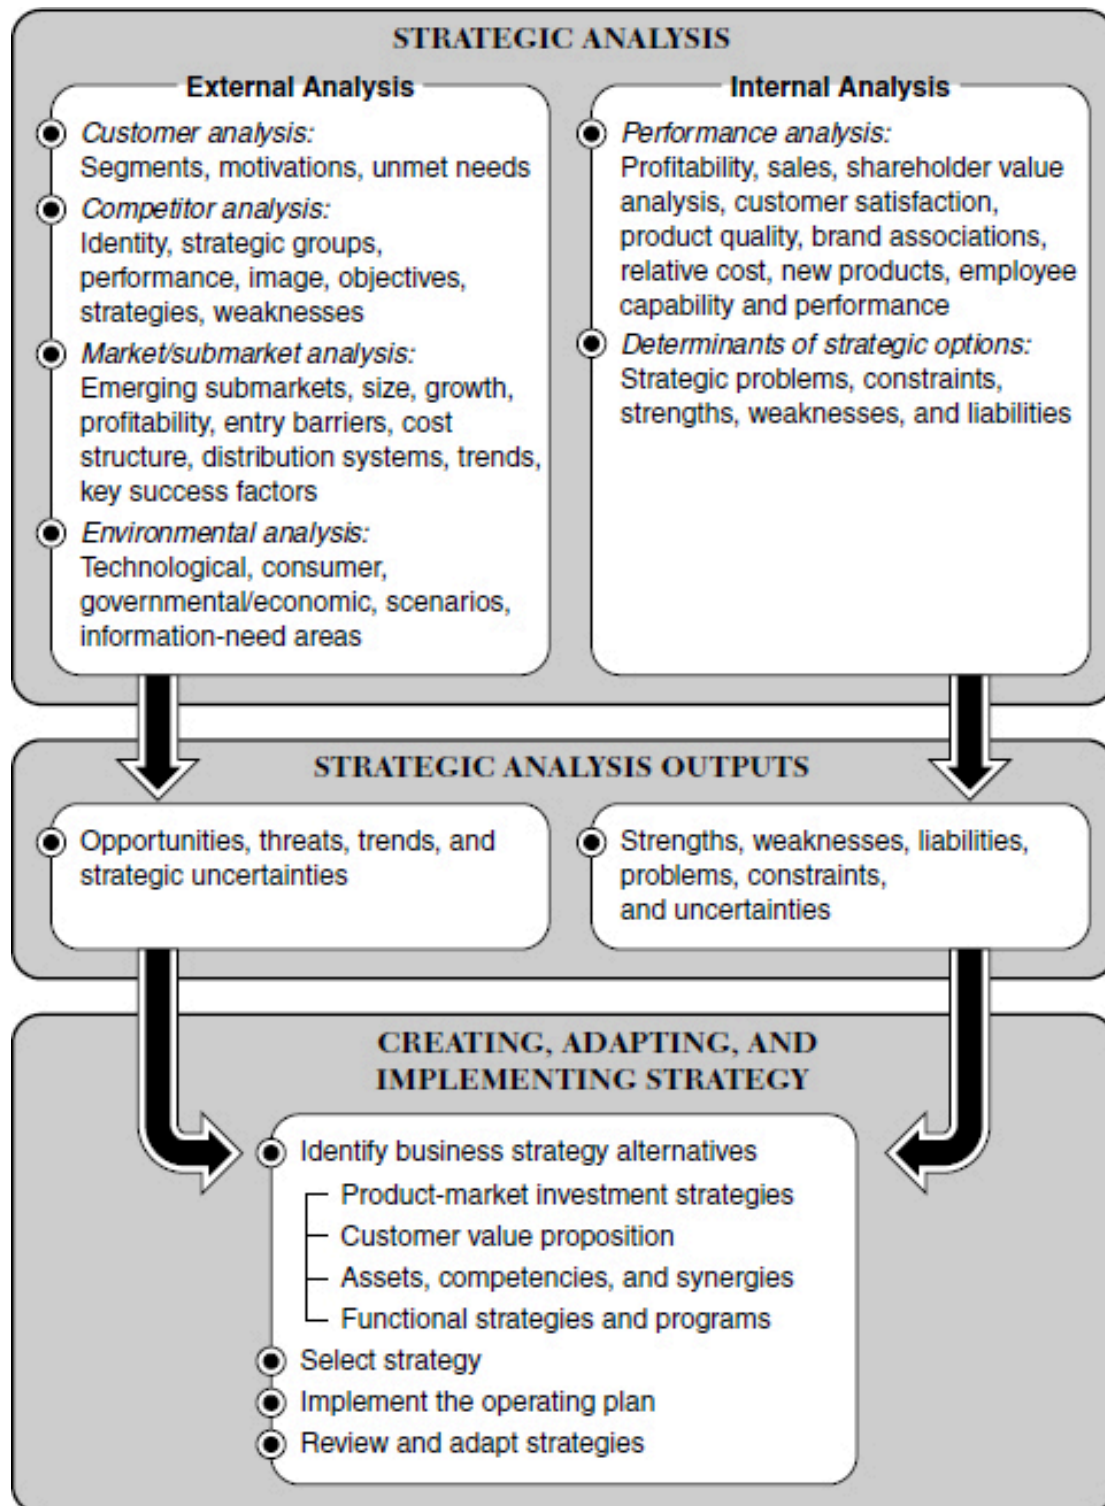 STRATEGIC ANALYSIS
External Analysis
Customer analysis:
Segments, motivations, unmet needs
Competitor analysis:
Identity, strategic groups,
performance, image, objectives,
strategies, weaknesses
Market/submarket analysis:
Emerging submarkets, size, growth,
profitability, entry barriers, cost
structure, distribution systems, trends,
key success factors
Environmental analysis:
Technological, consumer,
governmental/economic, scenarios,
information-need areas
Internal Analysis
Performance analysis:
Profitability, sales, shareholder value
analysis, customer satisfaction,
product quality, brand associations,
relative cost, new products, employee
capability and performance
Determinants of strategic options:
Strategic problems, constraints,
strengths, weaknesses, and liabilities
STRATEGIC ANALYSIS OUTPUTS
Opportunities, threats, trends, and
strategic uncertainties
Strengths, weaknesses, liabilities,
problems, constraints,
and uncertainties
CREATING, ADAPTING, AND
IMPLEMENTING STRATEGY
Identify business strategy alternatives
Product-market investment strategies
Customer value proposition
Assets, competencies, and synergies
Functional strategies and programs
Select strategy
Implement the operating plan
Review and adapt strategies